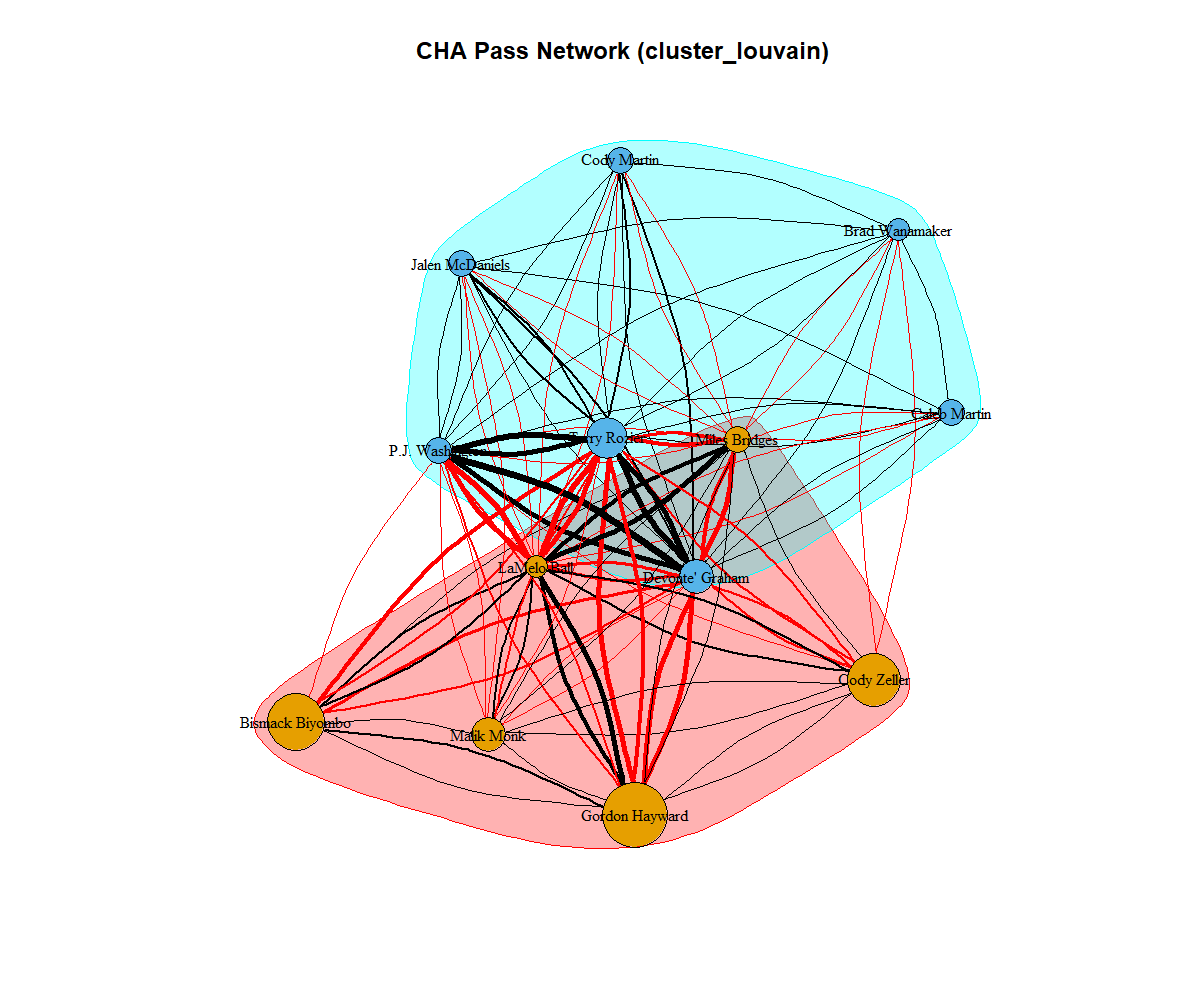 CHA Pass Network (cluster_louvain)
Cody Martin
Brad Wanamaker
Jalen McDaniels
Caleb Martin
Terry Rozier
Miles Bridges
P.J. Washington
LaMelo Ball
Devonte' Graham
Cody Zeller
Bismack Biyombo
Malik Monk
Gordon Hayward